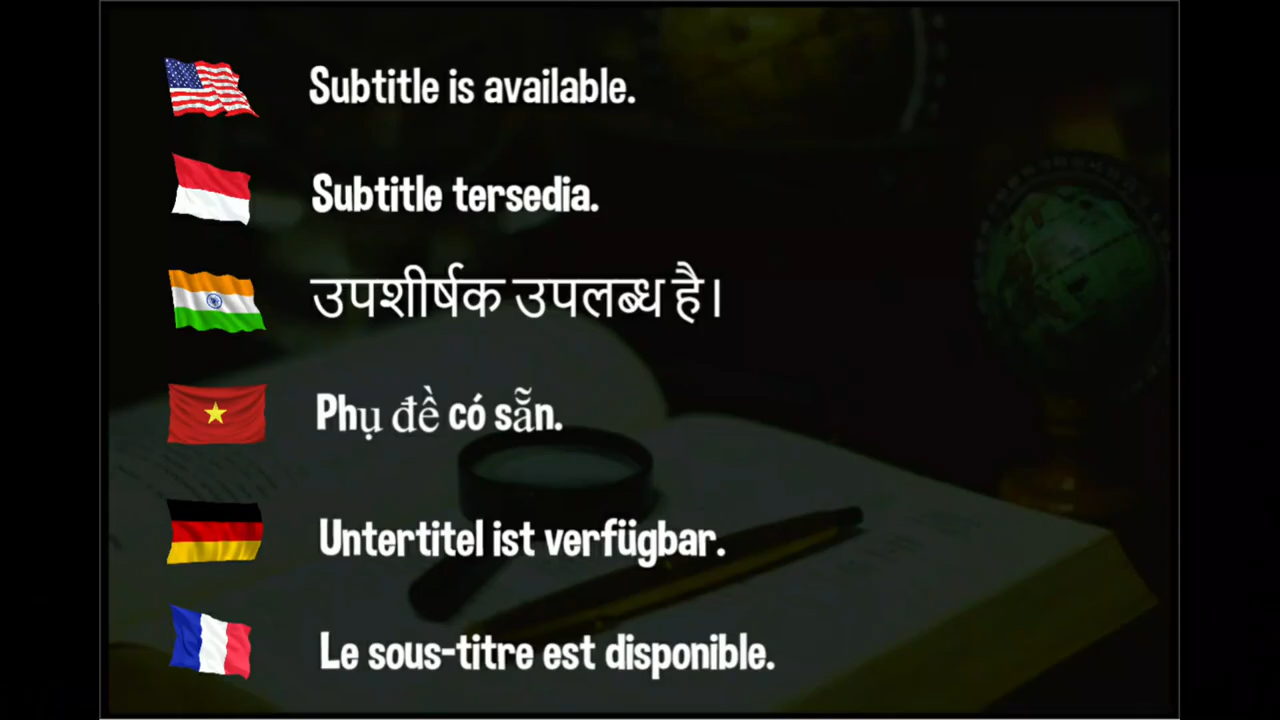 Subtitle is available.
Subtitle tersedia.
उपशीर्षक उपलब्ध है।
Phụ đề có sẵn.
Untertitel ist verfügbar.
Le sous-titre est disponible.